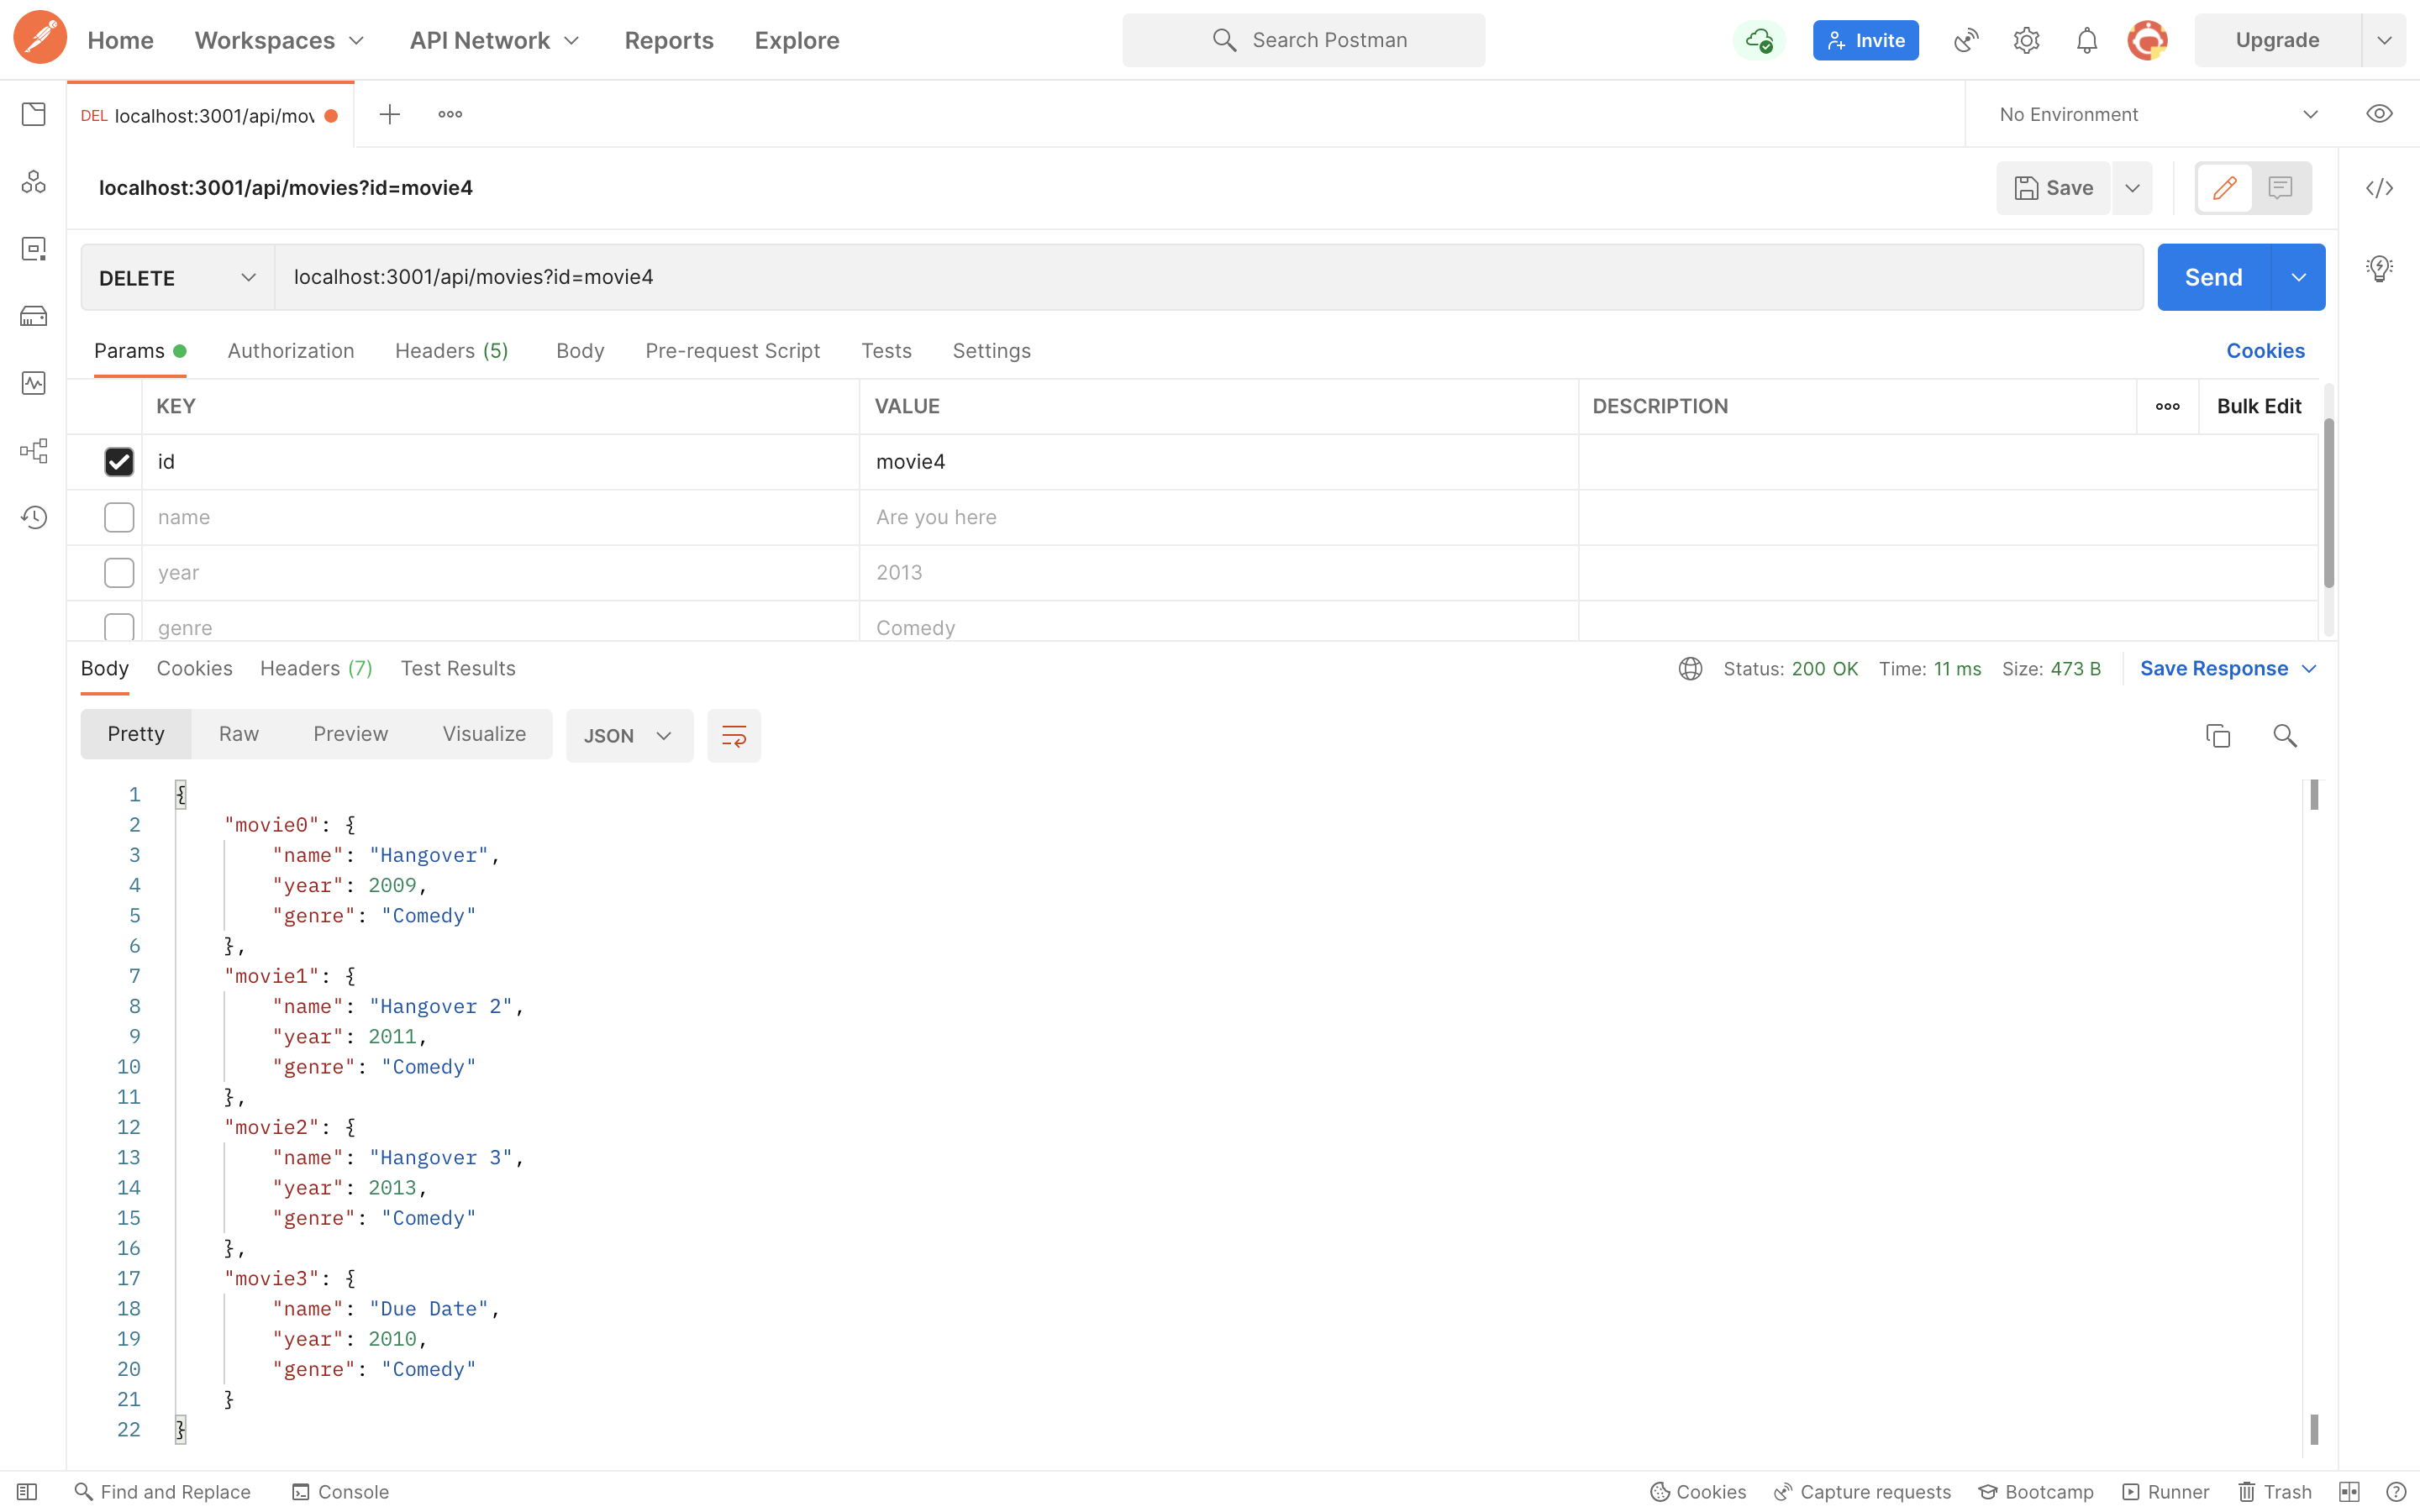 Home Workspaces API Network Reports Explore Search Postman Invite Upgrade
DEL localhost:3001/api/mov No Environment
localhost:3001/api/movies?id=movie4 Save
DELETE localhost:3001/api/movies?id=movie4 Send
Params Authorization Headers (5) Body Pre-request Script Tests Settings Cookies
KEY VALUE DESCRIPTION Bulk Edit
id movie4
name Are you here
year 2013
genre Comedy
Body Cookies Headers (7) Test Results Status: 200 OK Time: 11 ms Size: 473 B Save Response
Pretty Raw Preview Visualize JSON
1 {
2 "movie0": {
3 "name": "Hangover",
4 "year": 2009,
5 "genre": "Comedy"
6 },
7 "movie1": {
8 "name": "Hangover 2",
9 "year": 2011,
10 "genre": "Comedy"
11 },
12 "movie2": {
13 "name": "Hangover 3",
14 "year": 2013,
15 "genre": "Comedy"
16 },
17 "movie3": {
18 "name": "Due Date",
19 "year": 2010,
20 "genre": "Comedy"
21 }
22 }
Find and Replace Console Cookies Capture requests Bootcamp Runner Trash